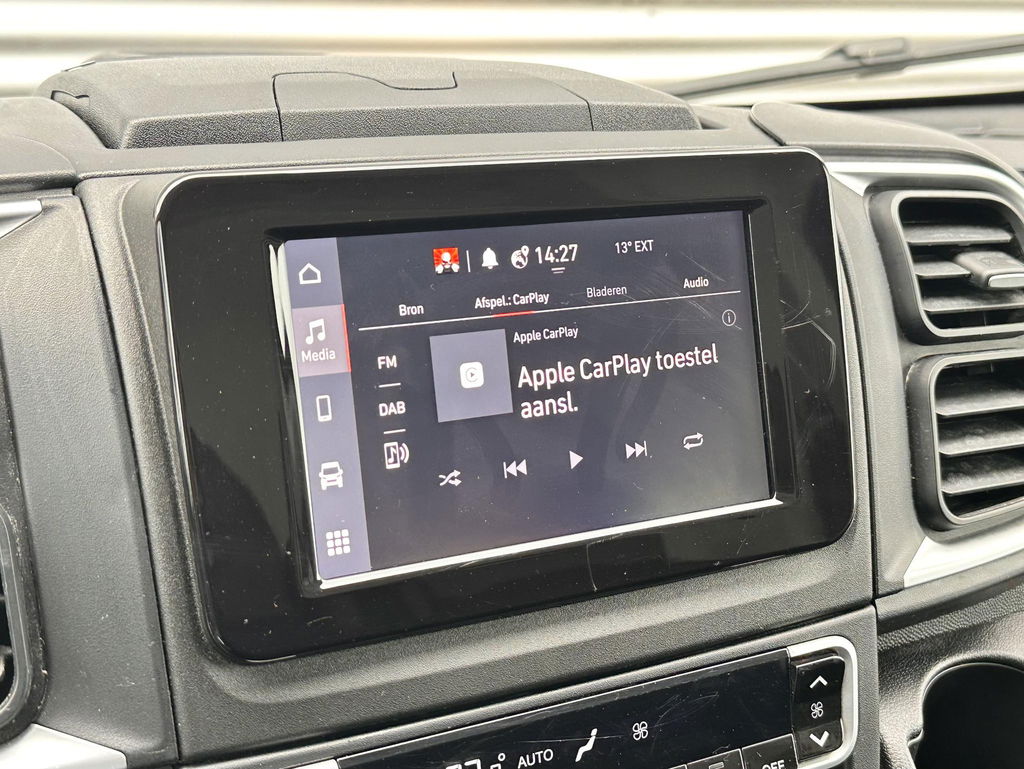 14:27
13° EXT
Bron
Afspel.: CarPlay
Bladeren
Audio
Media
FM
DAB
Apple CarPlay
Apple CarPlay toestel
aansl.
AUTO
OFF